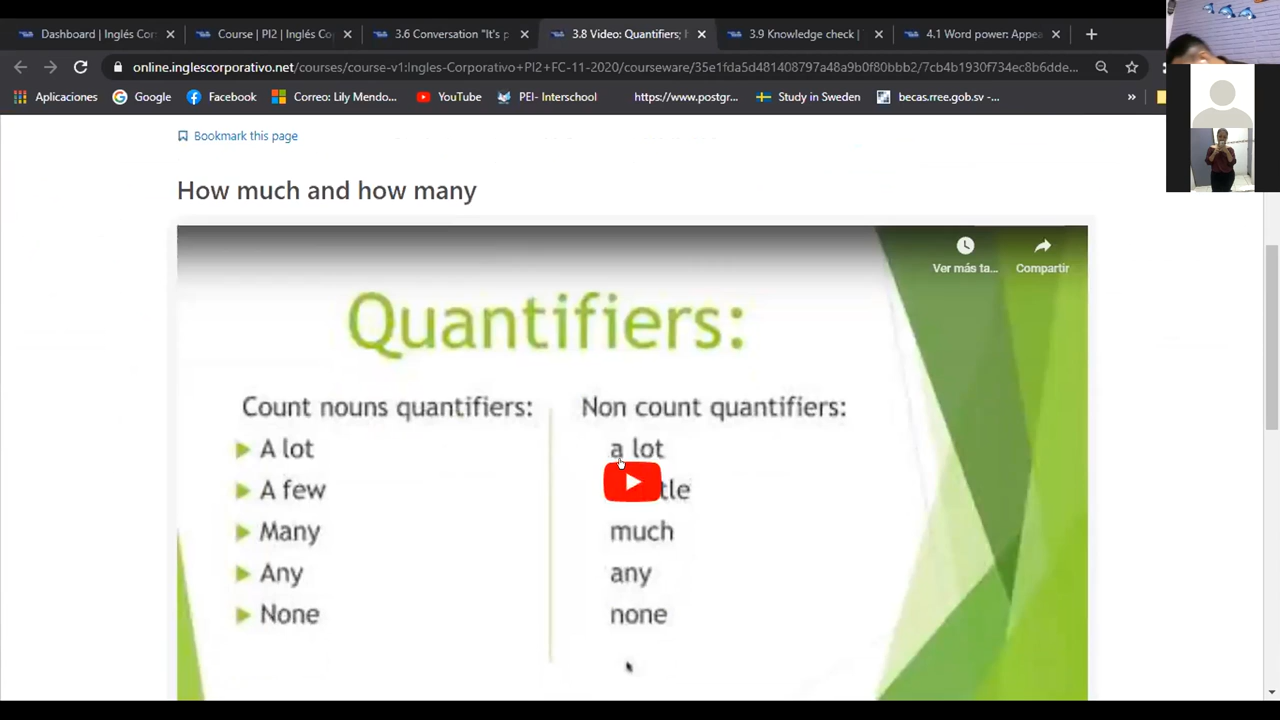 Dashboard | Inglés Cor
Course | PI2 | Inglés Co
3.6 Conversation "It's p
3.8 Video: Quantifiers;
3.9 Knowledge check |
4.1 Word power: Appea
online.inglescorporativo.net/courses/course-v1:Ingles-Corporativo+PI2+FC-11-2020/courseware/
Aplicaciones
Google
Facebook
Correo: Lily Mendo...
YouTube
PEI- Interschool
https://www.postgr...
Study in Sweden
becas.rree.gob.sv -...
»
Bookmark this page
How much and how many
Ver más ta...
Compartir
Quantifiers:
Count nouns quantifiers:
Non count quantifiers:
A lot
a lot
A few
tle
Many
much
Any
any
None
none